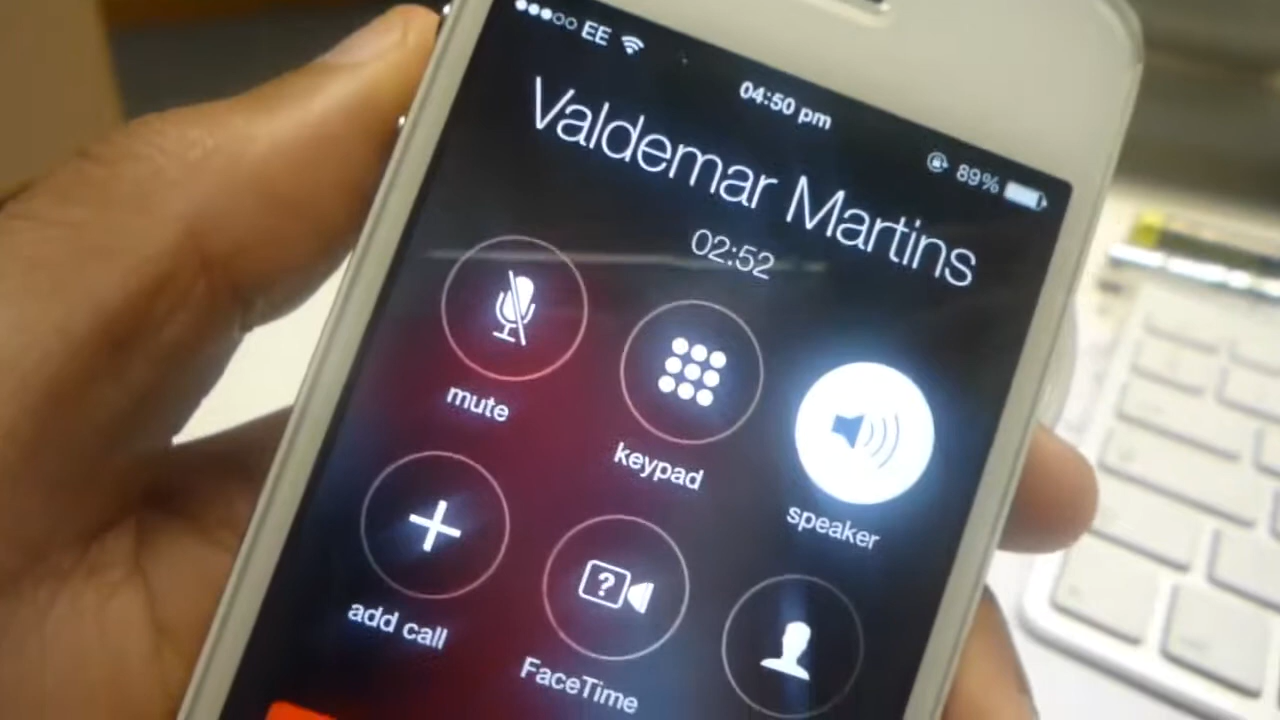 EE
04:50 pm
89%
Valdemar Martins
02:52
mute
keypad
speaker
add call
FaceTime